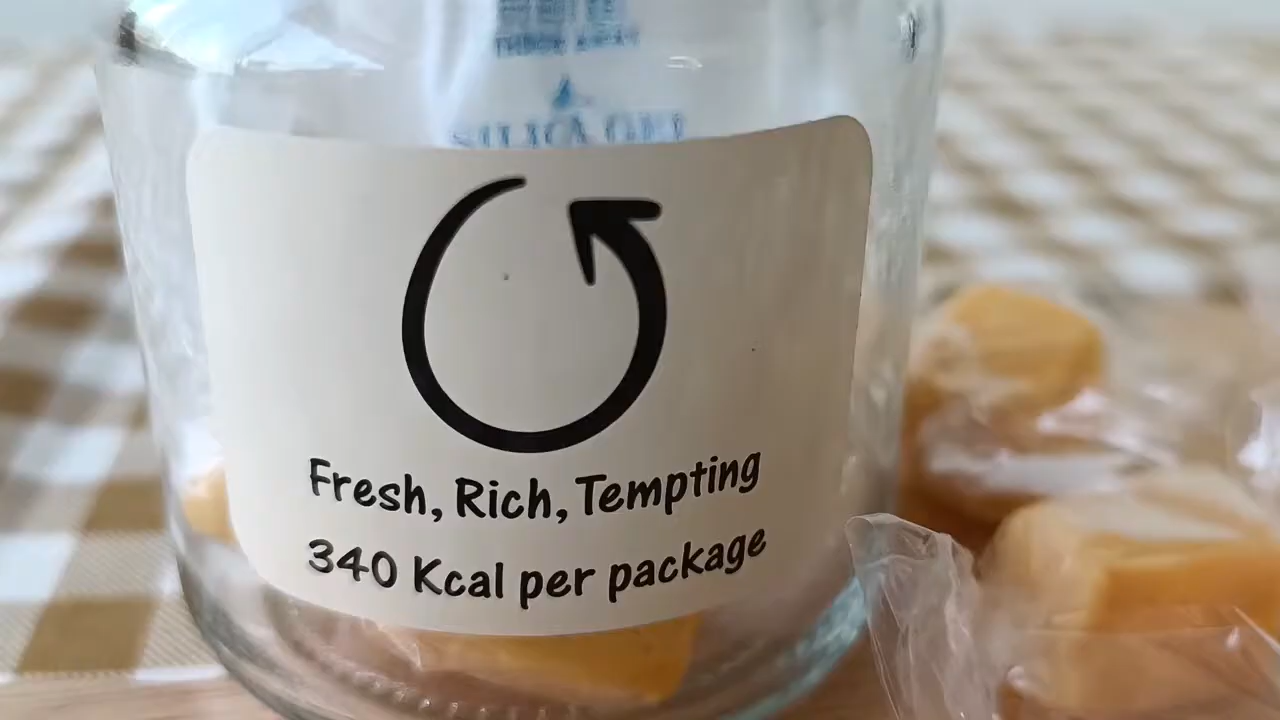 SILICA GEL
Fresh, Rich, Tempting
340 Kcal per package